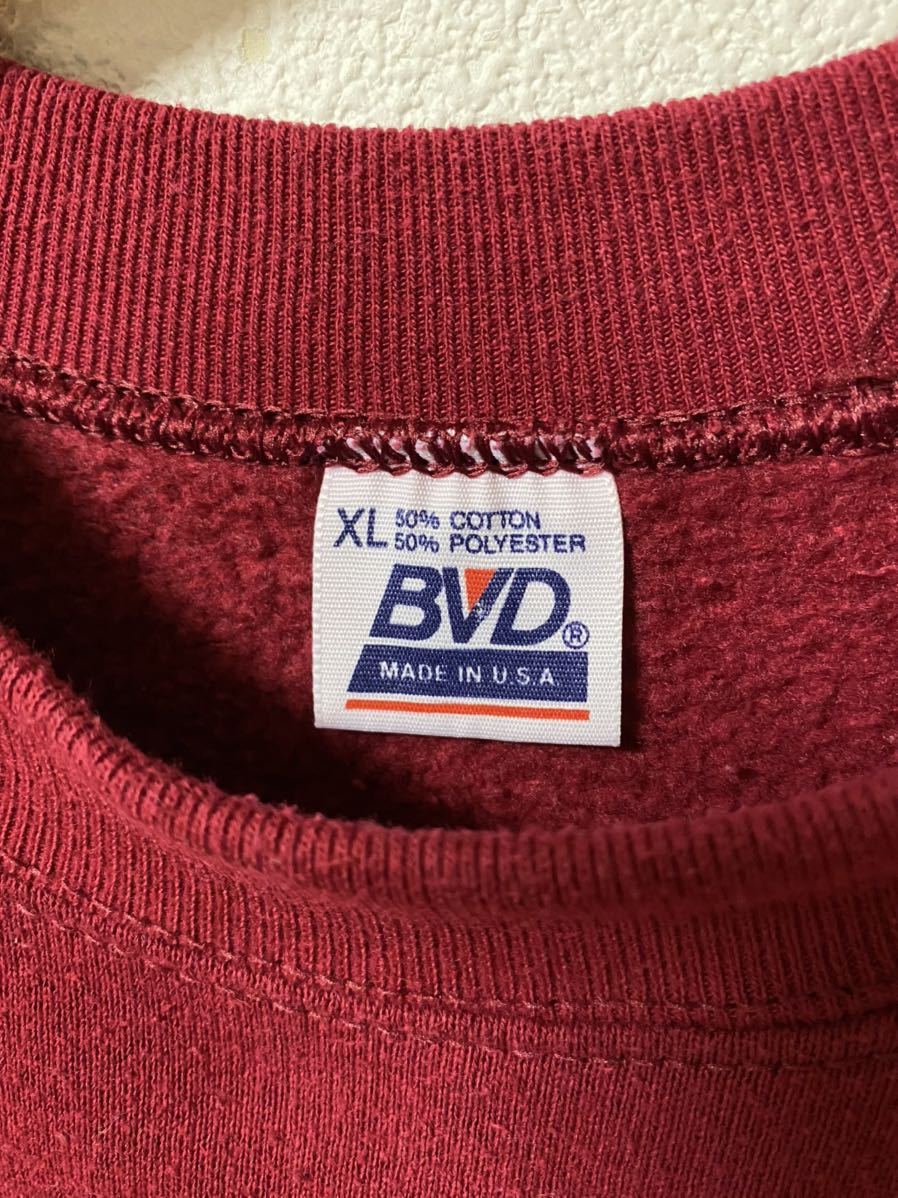 XL 50% COTTON
50% POLYESTER
BVD®
MADE IN U.S.A